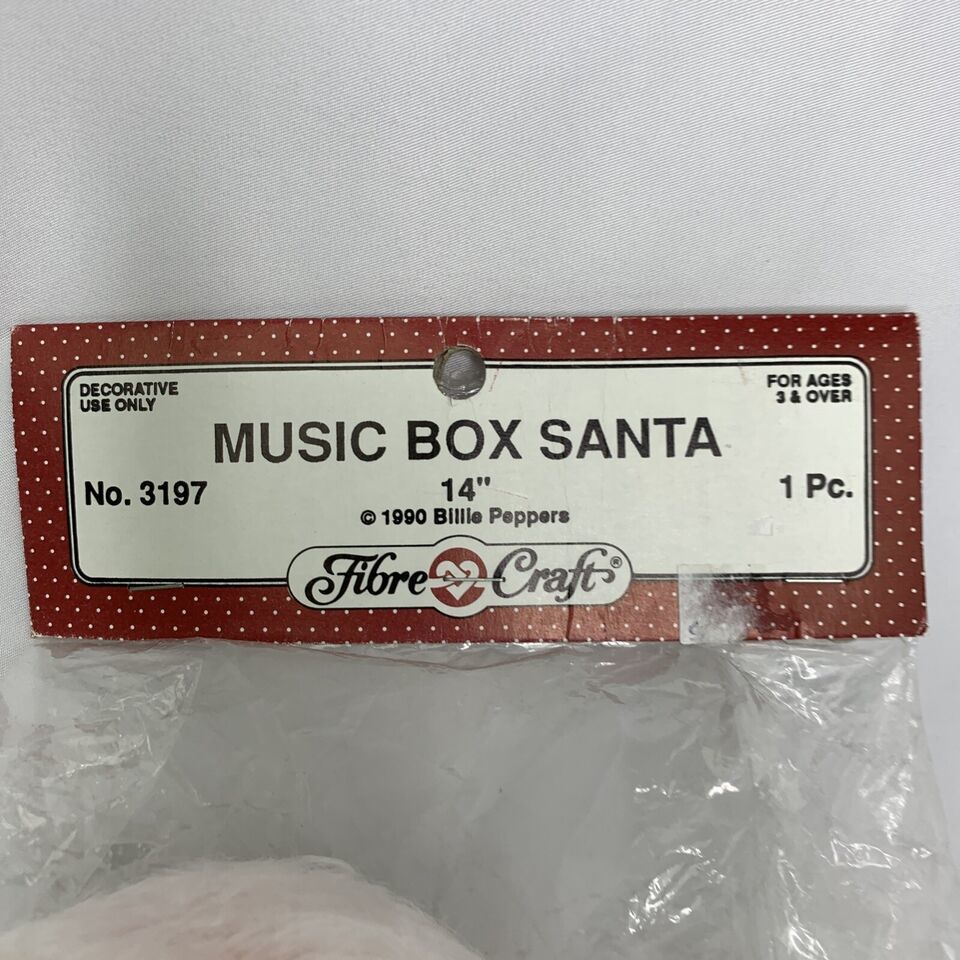 DECORATIVE
USE ONLY
FOR AGES
3 & OVER
MUSIC BOX SANTA
No. 3197
14"
1 Pc.
© 1990 Billie Peppers
Fibre Craft®